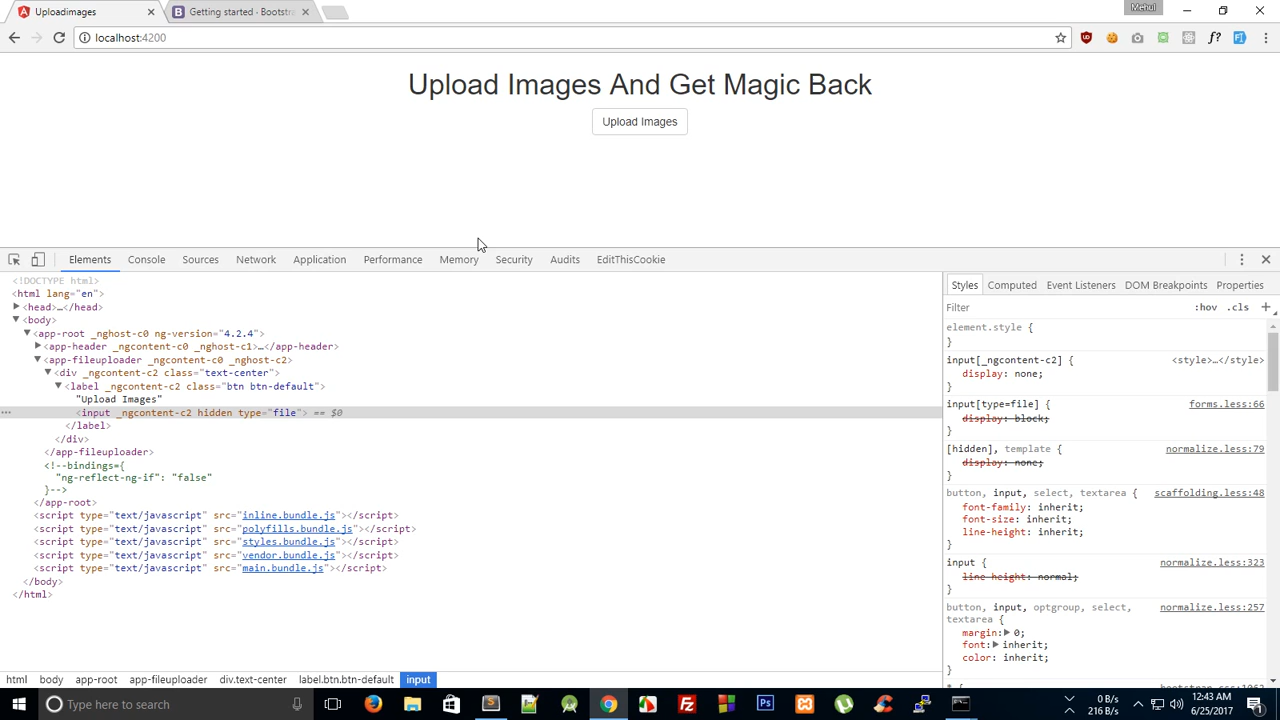 Uploadimages
Getting started · Bootstra
Mehul
localhost:4200
Upload Images And Get Magic Back
Upload Images
Elements Console Sources Network Application Performance Memory Security Audits EditThisCookie
<!DOCTYPE html>
<html lang="en">
<head>…</head>
<body>
<app-root _nghost-c0 ng-version="4.2.4">
<app-header _ngcontent-c0 _nghost-c1>…</app-header>
<app-fileuploader _ngcontent-c0 _nghost-c2>
<div _ngcontent-c2 class="text-center">
<label _ngcontent-c2 class="btn btn-default">
"Upload Images"
<input _ngcontent-c2 hidden type="file"> == $0
</label>
</div>
</app-fileuploader>
<!--bindings={
"ng-reflect-ng-if": "false"
}-->
</app-root>
<script type="text/javascript" src="inline.bundle.js"></script>
<script type="text/javascript" src="polyfills.bundle.js"></script>
<script type="text/javascript" src="styles.bundle.js"></script>
<script type="text/javascript" src="vendor.bundle.js"></script>
<script type="text/javascript" src="main.bundle.js"></script>
</body>
</html>
html body app-root app-fileuploader div.text-center label.btn.btn-default input
Styles Computed Event Listeners DOM Breakpoints Properties
Filter :hov .cls +
element.style {
}
input[_ngcontent-c2] { <style>…</style>
display: none;
}
input[type=file] { forms.less:66
display: block;
}
[hidden], template { normalize.less:79
display: none;
}
button, input, select, textarea { scaffolding.less:48
font-family: inherit;
font-size: inherit;
line-height: inherit;
}
input { normalize.less:323
line-height: normal;
}
button, input, optgroup, select, normalize.less:257
textarea {
margin: 0;
font: inherit;
color: inherit;
}
Type here to search
0 B/s
216 B/s
12:43 AM
6/25/2017